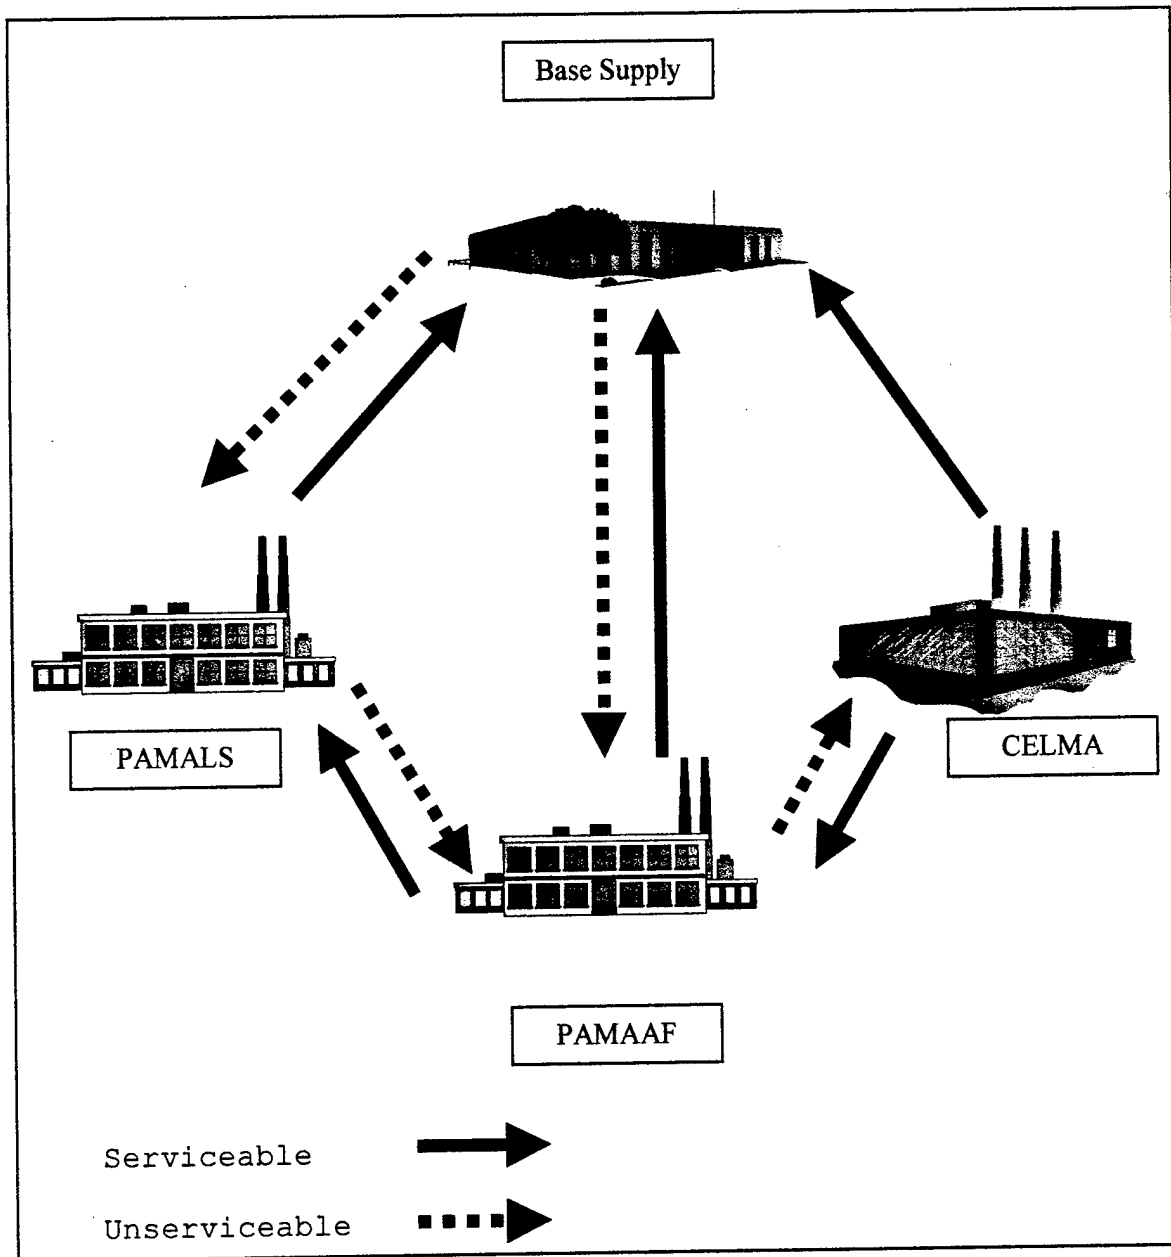 Base Supply
PAMALS
CELMA
PAMAAF
Serviceable
Unserviceable